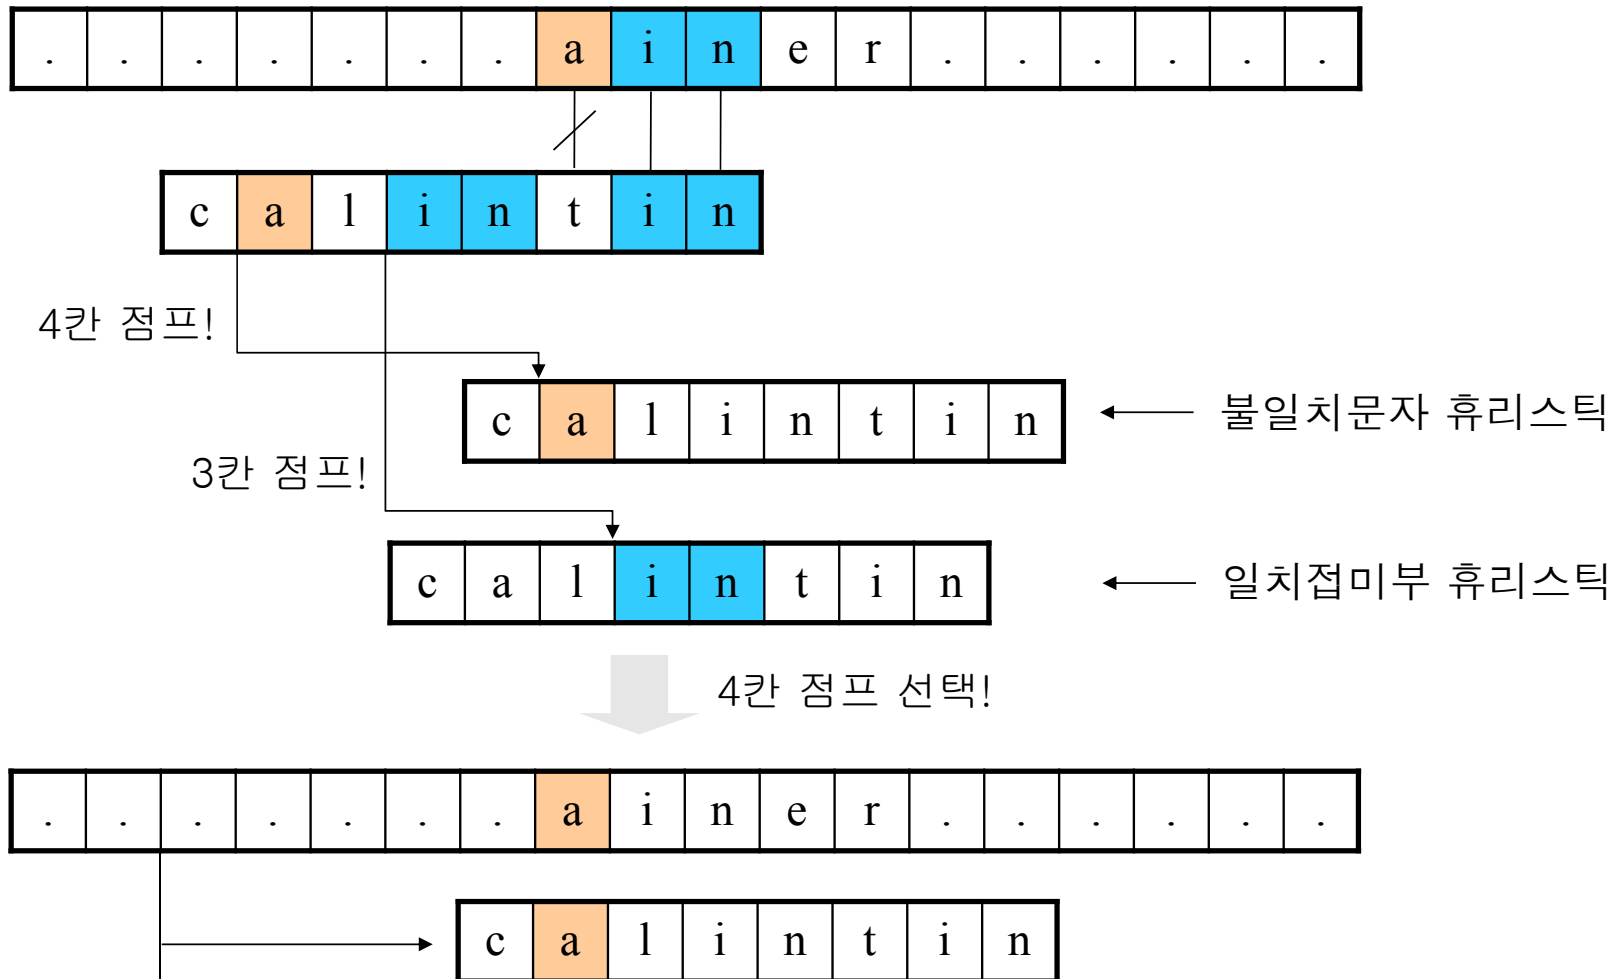 . . . . . . . a i n e r . . . . . .
c a l i n t i n
4칸 점프!
c a l i n t i n ← 불일치문자 휴리스틱
3칸 점프!
c a l i n t i n ← 일치접미부 휴리스틱
4칸 점프 선택!
. . . . . . . a i n e r . . . . . .
c a l i n t i n